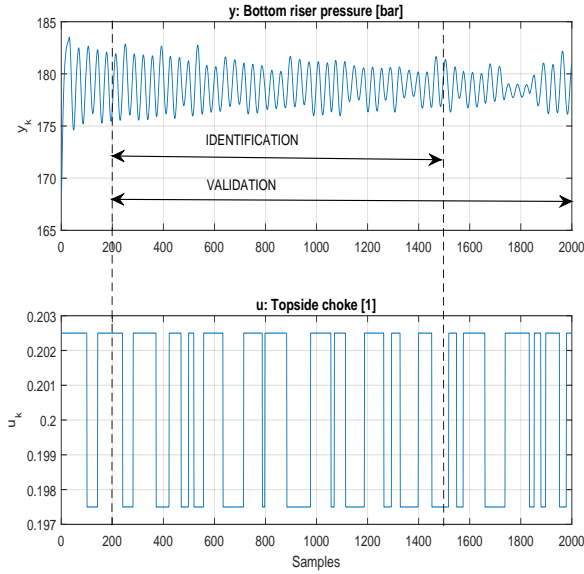 y: Bottom riser pressure [bar]
185
180
175
170
165
y_k
IDENTIFICATION
VALIDATION
0 200 400 600 800 1000 1200 1400 1600 1800 2000
u: Topside choke [1]
0.203
0.202
0.201
0.2
0.199
0.198
0.197
u_k
0 200 400 600 800 1000 1200 1400 1600 1800 2000
Samples